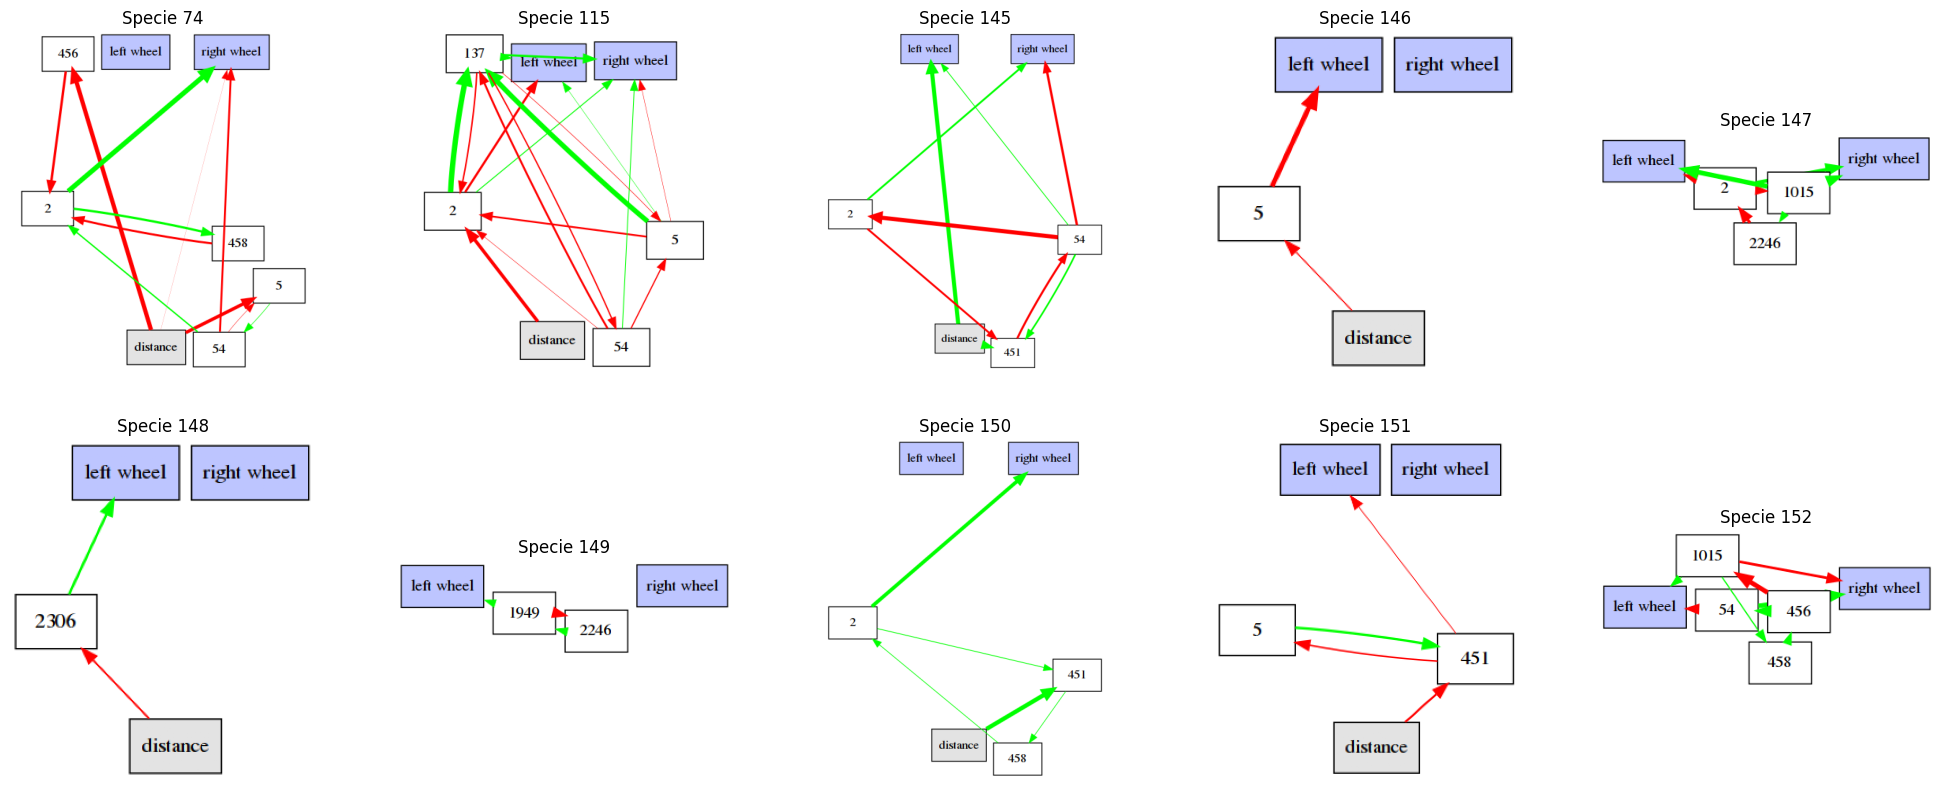 Specie 74
456
left wheel
right wheel
2
458
5
distance
54
Specie 115
137
left wheel
right wheel
2
5
distance
54
Specie 145
left wheel
right wheel
2
54
distance
451
Specie 146
left wheel
right wheel
5
distance
Specie 147
left wheel
right wheel
2
1015
2246
Specie 148
left wheel
right wheel
2306
distance
Specie 149
left wheel
right wheel
1949
2246
Specie 150
left wheel
right wheel
2
451
distance
458
Specie 151
left wheel
right wheel
5
451
distance
Specie 152
1015
right wheel
left wheel
54
456
458